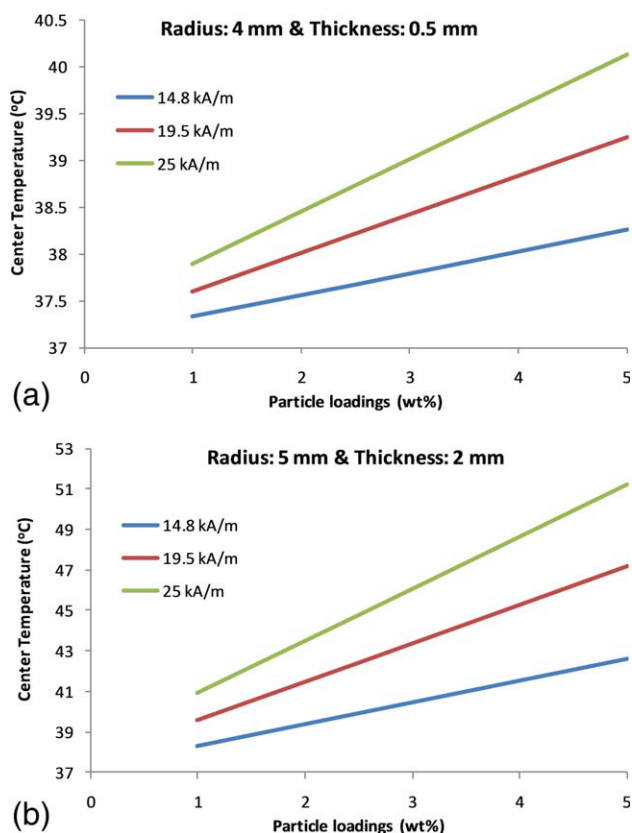 Radius: 4 mm & Thickness: 0.5 mm
Center Temperature (°C)
40.5
40
39.5
39
38.5
38
37.5
37
14.8 kA/m
19.5 kA/m
25 kA/m
0 1 2 3 4 5
Particle loadings (wt%)
(a)
Radius: 5 mm & Thickness: 2 mm
Center Temperature (°C)
53
51
49
47
45
43
41
39
37
14.8 kA/m
19.5 kA/m
25 kA/m
0 1 2 3 4 5
Particle loadings (wt%)
(b)